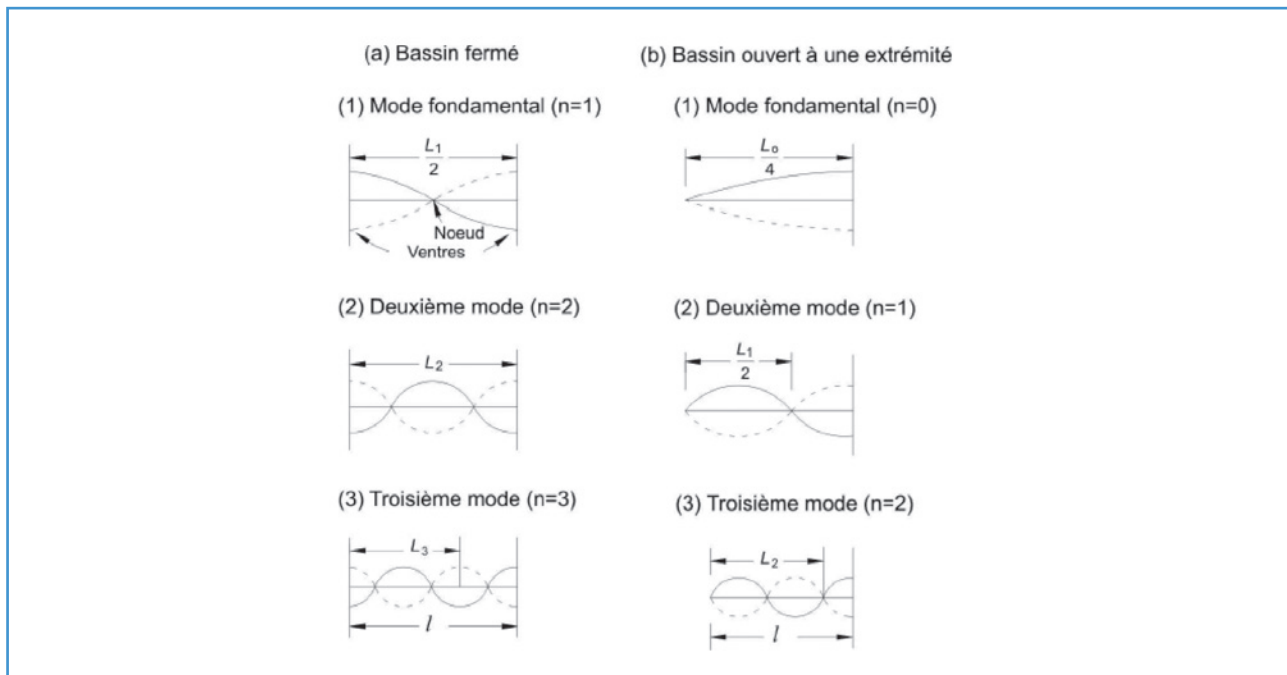 (a) Bassin fermé
(b) Bassin ouvert à une extrémité
(1) Mode fondamental (n=1)
(1) Mode fondamental (n=0)
L₁
2
Noeud
Ventres
Lₒ
4
(2) Deuxième mode (n=2)
(2) Deuxième mode (n=1)
L₂
L₁
2
(3) Troisième mode (n=3)
(3) Troisième mode (n=2)
L₃
l
L₂
l